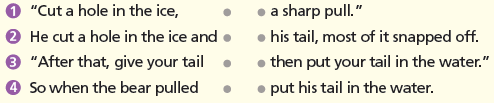 1 “Cut a hole in the ice, ● ● a sharp pull.”
2 He cut a hole in the ice and ● ● his tail, most of it snapped off.
3 “After that, give your tail ● ● then put your tail in the water.”
4 So when the bear pulled ● ● put his tail in the water.